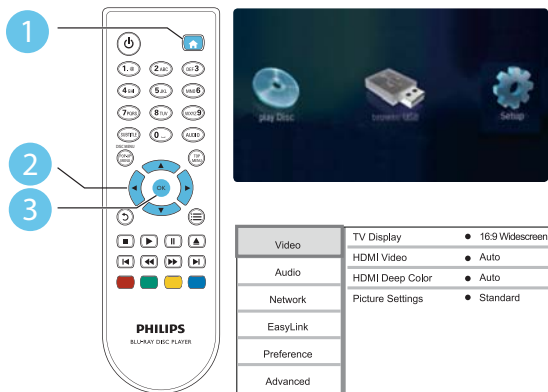 1
2
3
1.@
2 ABC
DEF 3
4 GHI
5 JKL
MNO 6
7 PQRS
8 TUV
WXYZ 9
SUBTITLE
0
AUDIO
DISC MENU
POP-UP MENU
TOP MENU
OK
PHILIPS
BLU-RAY DISC PLAYER
play Disc
browse USB
Setup
Video
Audio
Network
EasyLink
Preference
Advanced
TV Display ● 16:9 Widescreen
HDMI Video ● Auto
HDMI Deep Color ● Auto
Picture Settings ● Standard